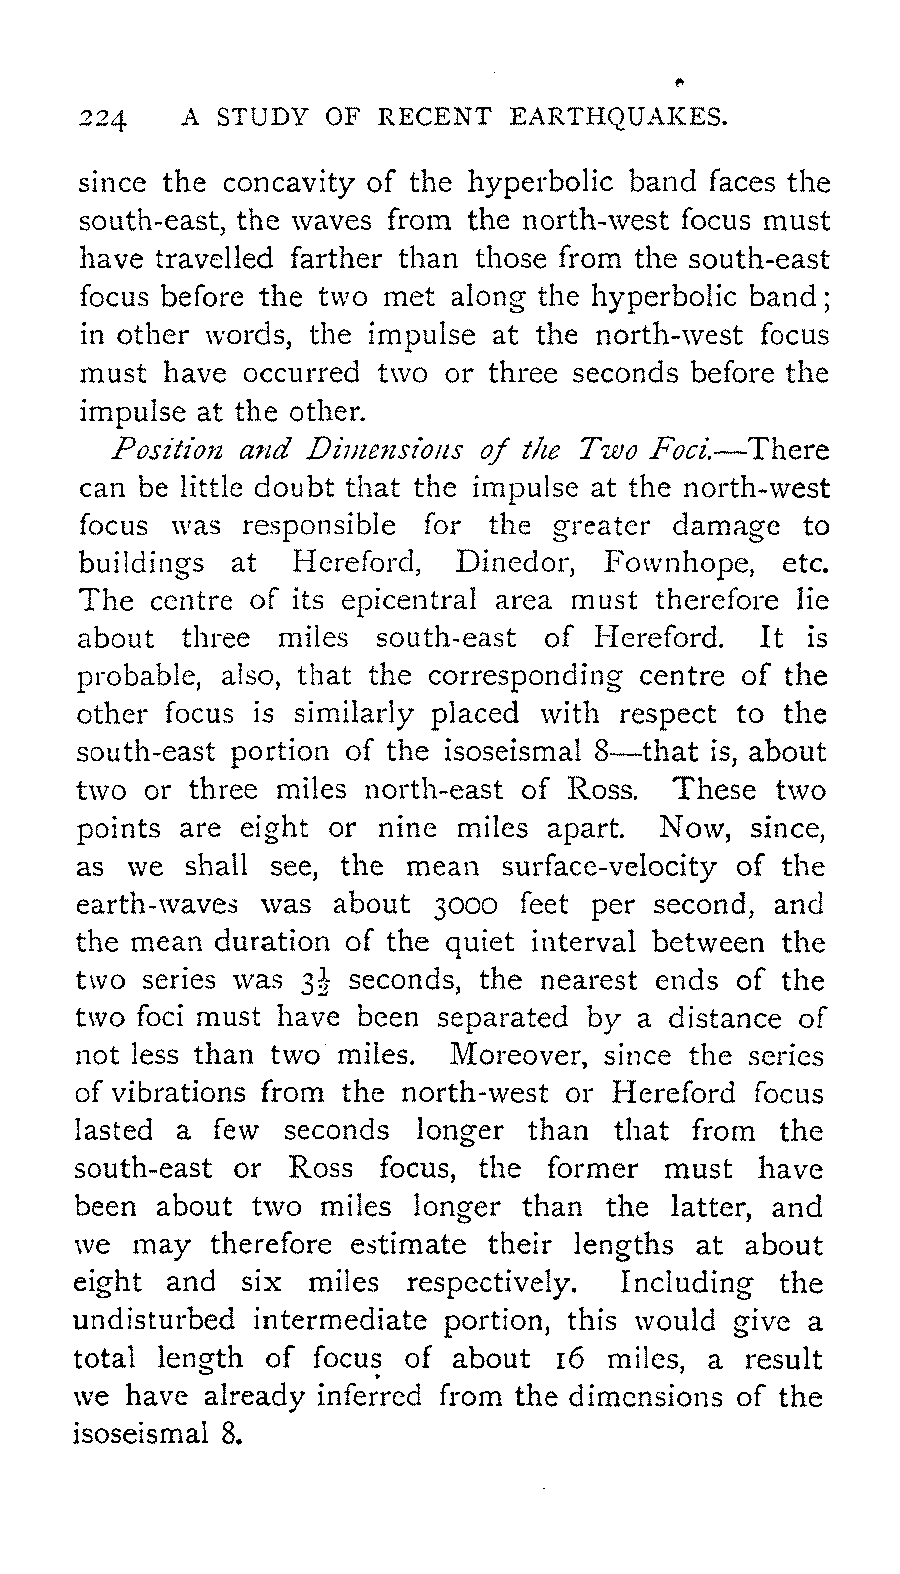 224 A STUDY OF RECENT EARTHQUAKES.
since the concavity of the hyperbolic band faces the
south-east, the waves from the north-west focus must
have travelled farther than those from the south-east
focus before the two met along the hyperbolic band;
in other words, the impulse at the north-west focus
must have occurred two or three seconds before the
impulse at the other.
Position and Dimensions of the Two Foci.—There
can be little doubt that the impulse at the north-west
focus was responsible for the greater damage to
buildings at Hereford, Dinedor, Fownhope, etc.
The centre of its epicentral area must therefore lie
about three miles south-east of Hereford. It is
probable, also, that the corresponding centre of the
other focus is similarly placed with respect to the
south-east portion of the isoseismal 8—that is, about
two or three miles north-east of Ross. These two
points are eight or nine miles apart. Now, since,
as we shall see, the mean surface-velocity of the
earth-waves was about 3000 feet per second, and
the mean duration of the quiet interval between the
two series was 3½ seconds, the nearest ends of the
two foci must have been separated by a distance of
not less than two miles. Moreover, since the series
of vibrations from the north-west or Hereford focus
lasted a few seconds longer than that from the
south-east or Ross focus, the former must have
been about two miles longer than the latter, and
we may therefore estimate their lengths at about
eight and six miles respectively. Including the
undisturbed intermediate portion, this would give a
total length of focus of about 16 miles, a result
we have already inferred from the dimensions of the
isoseismal 8.